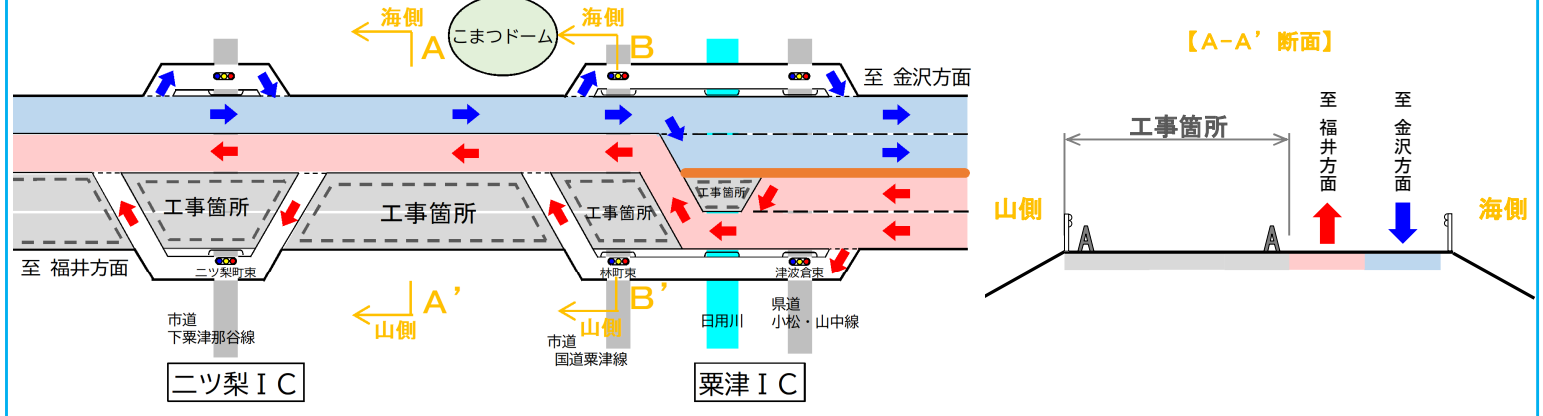 海側
海側
A
こまつドーム
B
【A-A’ 断面】
至 金沢方面
至 福井方面
至 金沢方面
工事箇所
工事箇所
工事箇所
工事箇所
工事箇所
山側
海側
至 福井方面
二ツ梨町東
林町東
津波倉東
A’
B’
山側
山側
市道
下粟津那谷線
市道
国道粟津線
日用川
県道
小松・山中線
二ツ梨ＩＣ
粟津ＩＣ